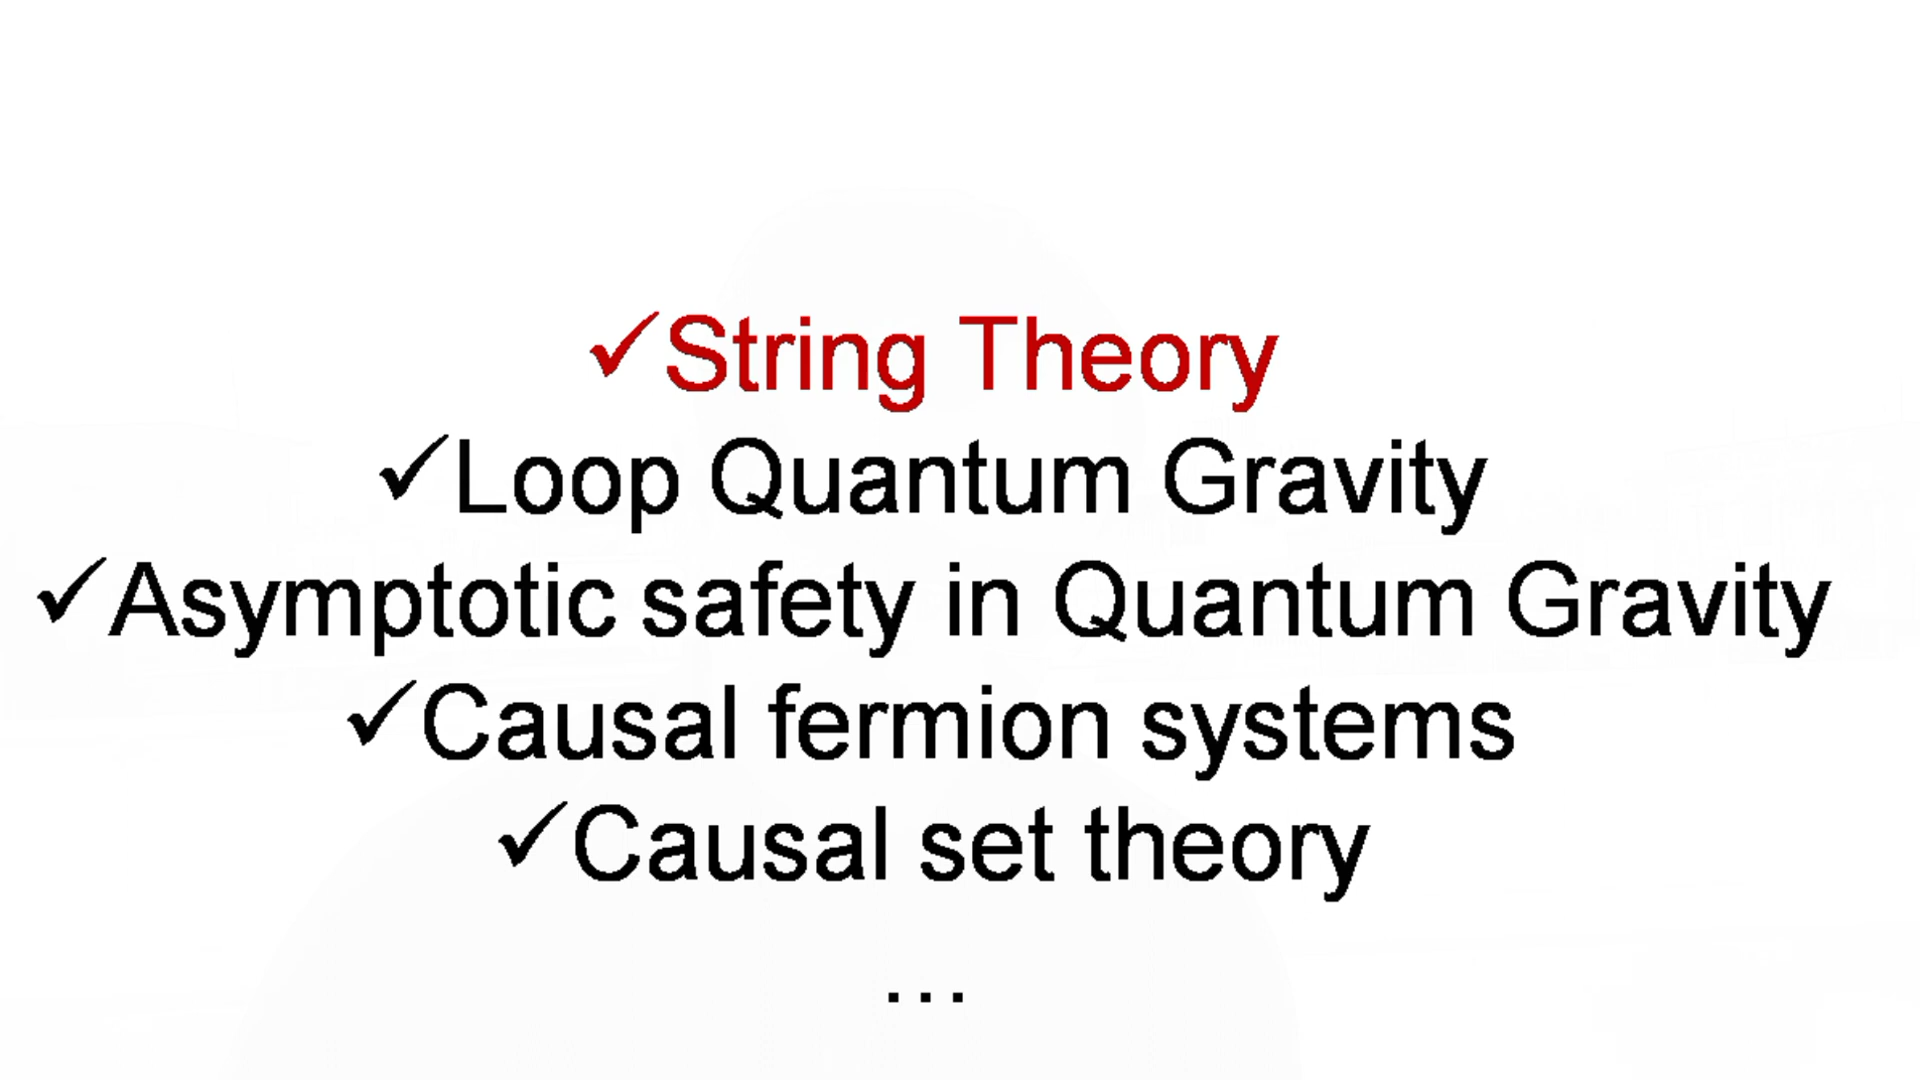 ✓String Theory
✓Loop Quantum Gravity
✓Asymptotic safety in Quantum Gravity
✓Causal fermion systems
✓Causal set theory
...